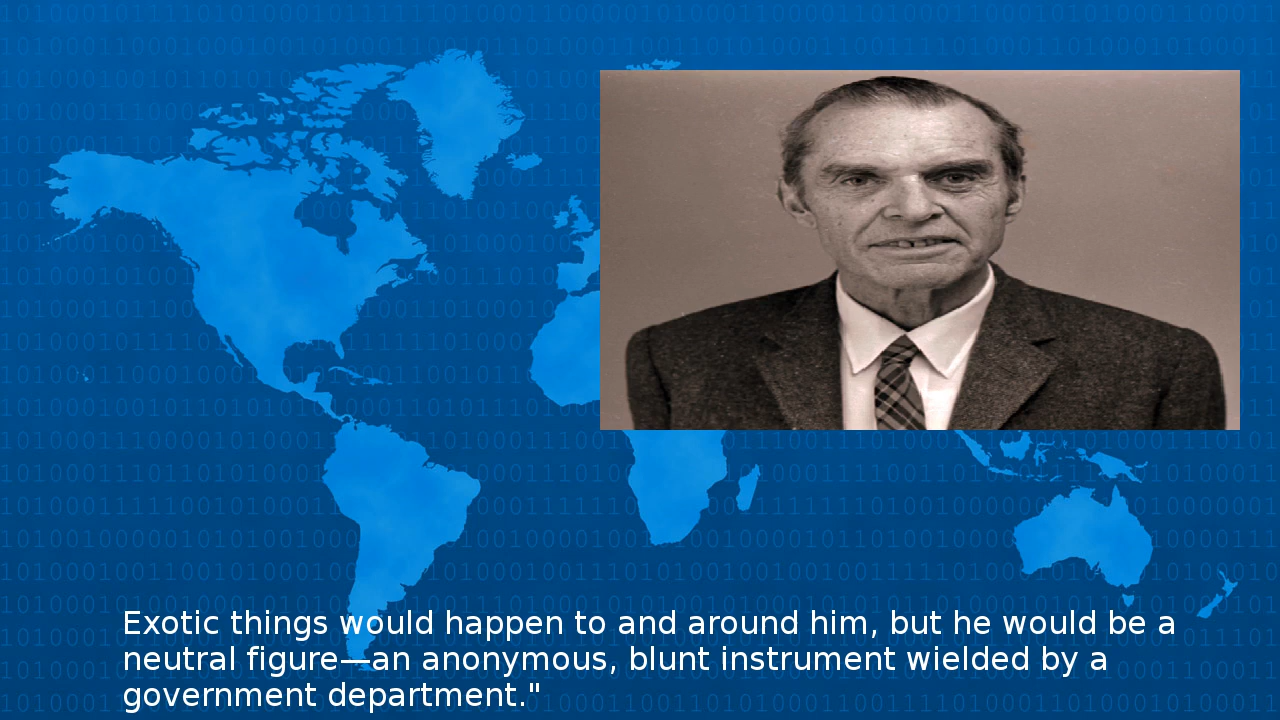 Exotic things would happen to and around him, but he would be a
neutral figure—an anonymous, blunt instrument wielded by a
government department."